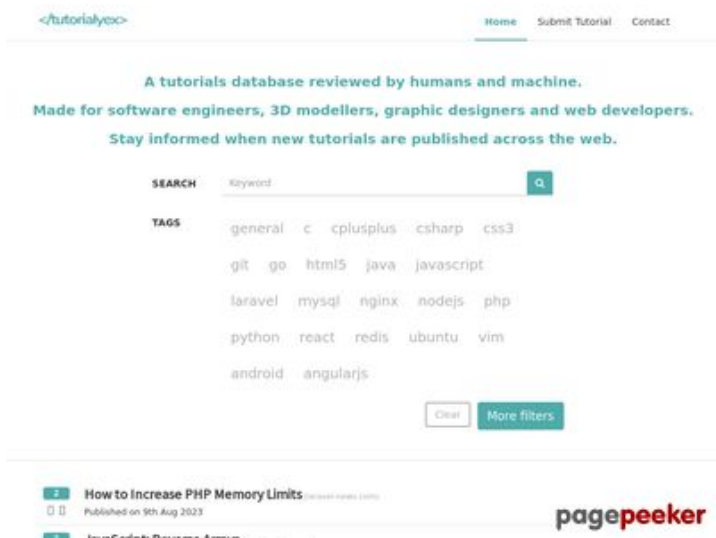 </tutorialyex>
Home Submit Tutorial Contact
A tutorials database reviewed by humans and machine.
Made for software engineers, 3D modellers, graphic designers and web developers.
Stay informed when new tutorials are published across the web.
SEARCH Keyword
TAGS
general c cplusplus csharp css3
git go html5 java javascript
laravel mysql nginx nodejs php
python react redis ubuntu vim
android angularjs
Clear More filters
2 How to Increase PHP Memory Limits
Published on 9th Aug 2023
pagepeeker